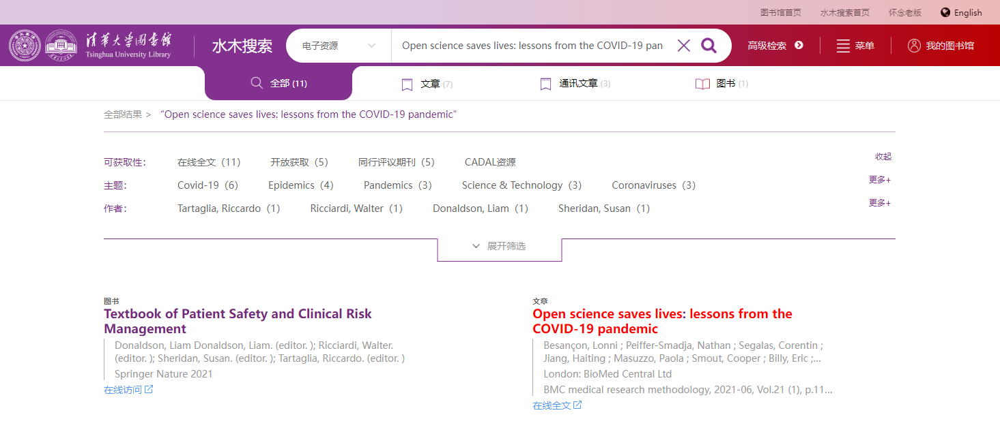 图书馆首页 水木搜索首页 怀念老版 English
清华大学图书馆
Tsinghua University Library
水木搜索 电子资源 Open science saves lives: lessons from the COVID-19 pan 高级检索 菜单 我的图书馆
全部 (11) 文章 (7) 通讯文章 (3) 图书 (1)
全部结果 > “Open science saves lives: lessons from the COVID-19 pandemic”
可获取性： 在线全文 (11) 开放获取 (5) 同行评议期刊 (5) CADAL资源 收起
主题： Covid-19 (6) Epidemics (4) Pandemics (3) Science & Technology (3) Coronaviruses (3) 更多+
作者： Tartaglia, Riccardo (1) Ricciardi, Walter (1) Donaldson, Liam (1) Sheridan, Susan (1) 更多+
展开筛选
图书
Textbook of Patient Safety and Clinical Risk
Management
Donaldson, Liam Donaldson, Liam. (editor. ); Ricciardi, Walter.
(editor. ); Sheridan, Susan. (editor. ); Tartaglia, Riccardo. (editor. )
Springer Nature 2021
在线访问
文章
Open science saves lives: lessons from the
COVID-19 pandemic
Besançon, Lonni ; Peiffer-Smadja, Nathan ; Segalas, Corentin ;
Jiang, Haiting ; Masuzzo, Paola ; Smout, Cooper ; Billy, Eric ;...
London: BioMed Central Ltd
BMC medical research methodology, 2021-06, Vol.21 (1), p.11...
在线全文